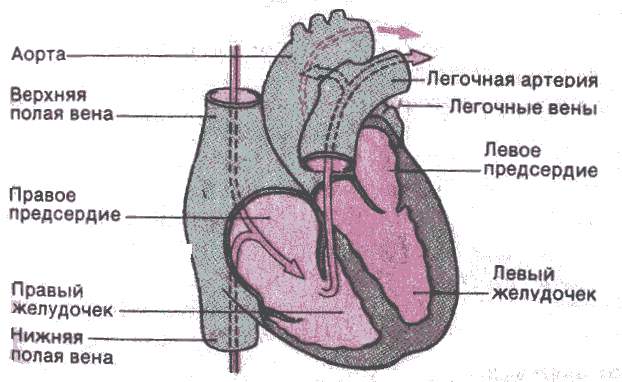 Аорта
Верхняя
полая вена
Правое
предсердие
Правый
желудочек
Нижняя
полая вена
Легочная артерия
Легочные вены
Левое
предсердие
Левый
желудочек